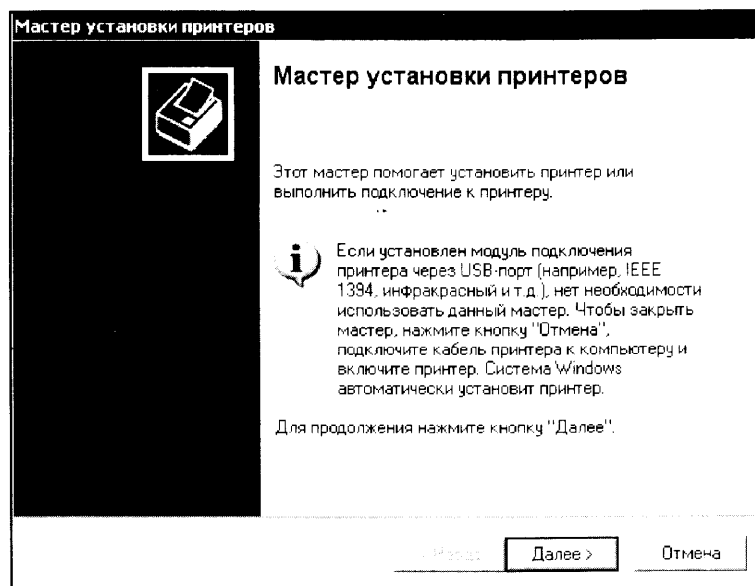 Мастер установки принтеров
Мастер установки принтеров
Этот мастер помогает установить принтер или
выполнить подключение к принтеру.
Если установлен модуль подключения
принтера через USB-порт (например, IEEE
1394, инфракрасный и т.д.), нет необходимости
использовать данный мастер. Чтобы закрыть
мастер, нажмите кнопку "Отмена",
подключите кабель принтера к компьютеру и
включите принтер. Система Windows
автоматически установит принтер.
Для продолжения нажмите кнопку "Далее".
Далее > Отмена